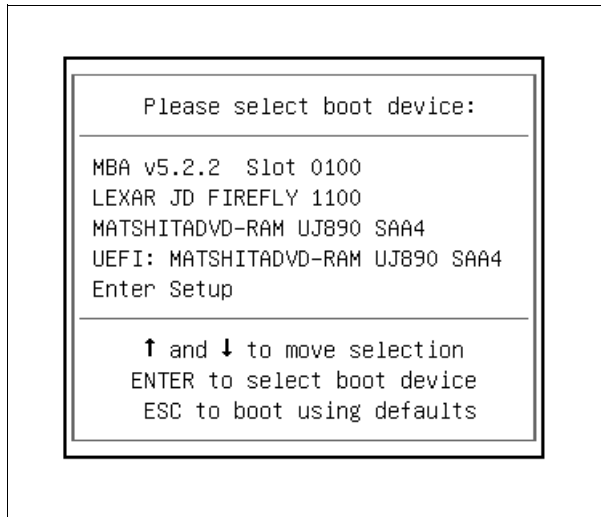 Please select boot device:
MBA v5.2.2  Slot 0100
LEXAR JD FIREFLY 1100
MATSHITADVD-RAM UJ890 SAA4
UEFI: MATSHITADVD-RAM UJ890 SAA4
Enter Setup
↑ and ↓ to move selection
ENTER to select boot device
ESC to boot using defaults